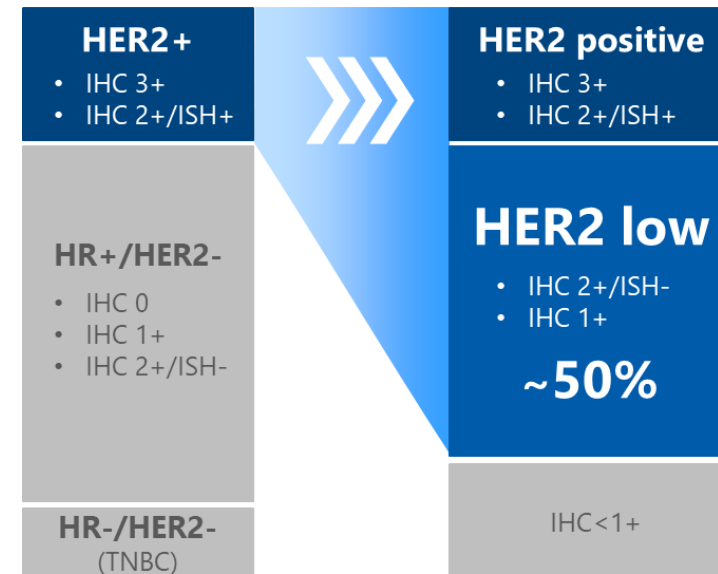 HER2+
• IHC 3+
• IHC 2+/ISH+
HR+/HER2-
• IHC 0
• IHC 1+
• IHC 2+/ISH-
HR-/HER2-
(TNBC)
HER2 positive
• IHC 3+
• IHC 2+/ISH+
HER2 low
• IHC 2+/ISH-
• IHC 1+
~50%
IHC<1+